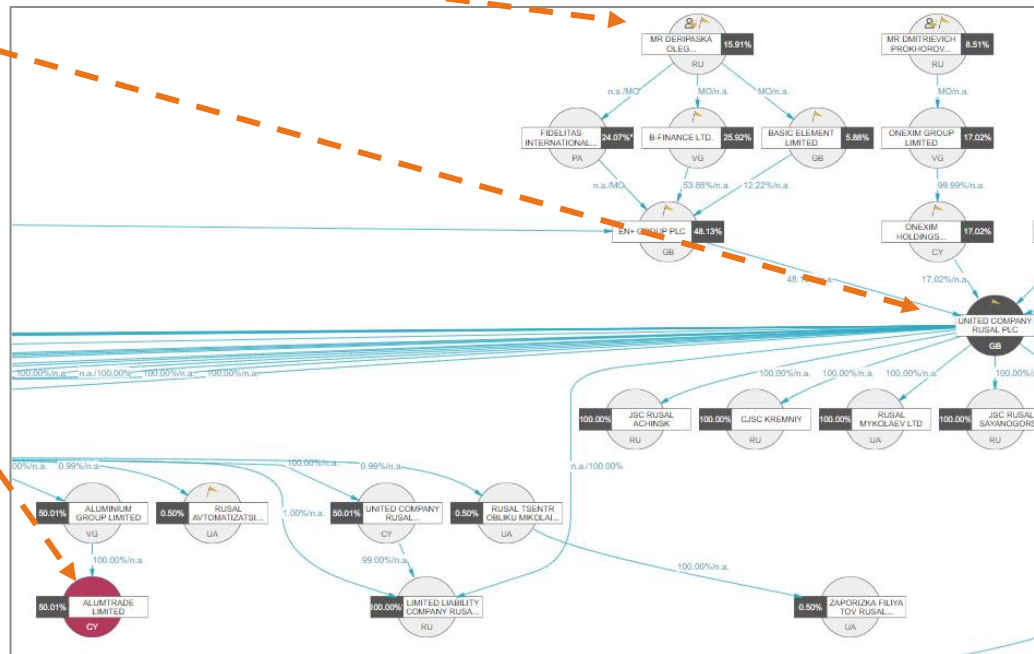 MR DERIPASKA
OLEG...
15.91%
RU
MR DMITRIEVICH
PROKHOROV...
8.51%
RU
n.a./MO
MO/n.a.
MO/n.a.
MO/n.a.
FIDELITAS
INTERNATIONAL...
24.07%*
PA
B-FINANCE LTD.
25.92%
VG
BASIC ELEMENT
LIMITED
5.88%
GB
ONEXIM GROUP
LIMITED
17.02%
VG
n.a./MO
53.86%/n.a.
12.22%/n.a.
99.99%/n.a.
EN+ GROUP PLC
48.13%
GB
ONEXIM
HOLDINGS...
17.02%
CY
17.02%/n.a.
UNITED COMPANY
RUSAL PLC
GB
100.00%/n.a.
n.a./100.00%
100.00%/n.a.
100.00%/n.a.
100.00%/n.a.
100.00%/n.a.
100.00%/n.a.
100.00%
JSC RUSAL
ACHINSK
RU
100.00%
CJSC KREMNIY
RU
100.00%
RUSAL
MYKOLAEV LTD
UA
100.00%
JSC RUSAL
RU
0.99%/n.a.
100.00%/n.a.
0.99%/n.a.
n.a./100.00%
50.01%
ALUMINIUM
GROUP LIMITED
VG
0.50%
RUSAL
AVTOMATIZATSI...
UA
1.00%/n.a.
50.01%
UNITED COMPANY
RUSAL...
CY
0.50%
RUSAL TSENTR
OBLIKU MIKOLAI...
UA
100.00%/n.a.
99.00%/n.a.
100.00%/n.a.
50.01%
ALUMTRADE
LIMITED
CY
100.00%
LIMITED LIABILITY
COMPANY RUSA...
RU
0.50%
ZAPORIZKA FILIYA
TOV RUSAL...
UA